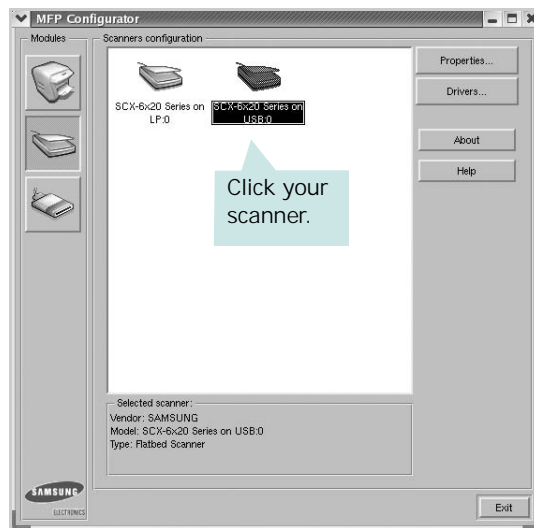 MFP Configurator
Modules
Scanners configuration
SCX-6x20 Series on
LP:0
SCX-6x20 Series on
USB:0
Click your
scanner.
Properties...
Drivers...
About
Help
Selected scanner:
Vendor: SAMSUNG
Model: SCX-6x20 Series on USB:0
Type: Flatbed Scanner
SAMSUNG
ELECTRONICS
Exit